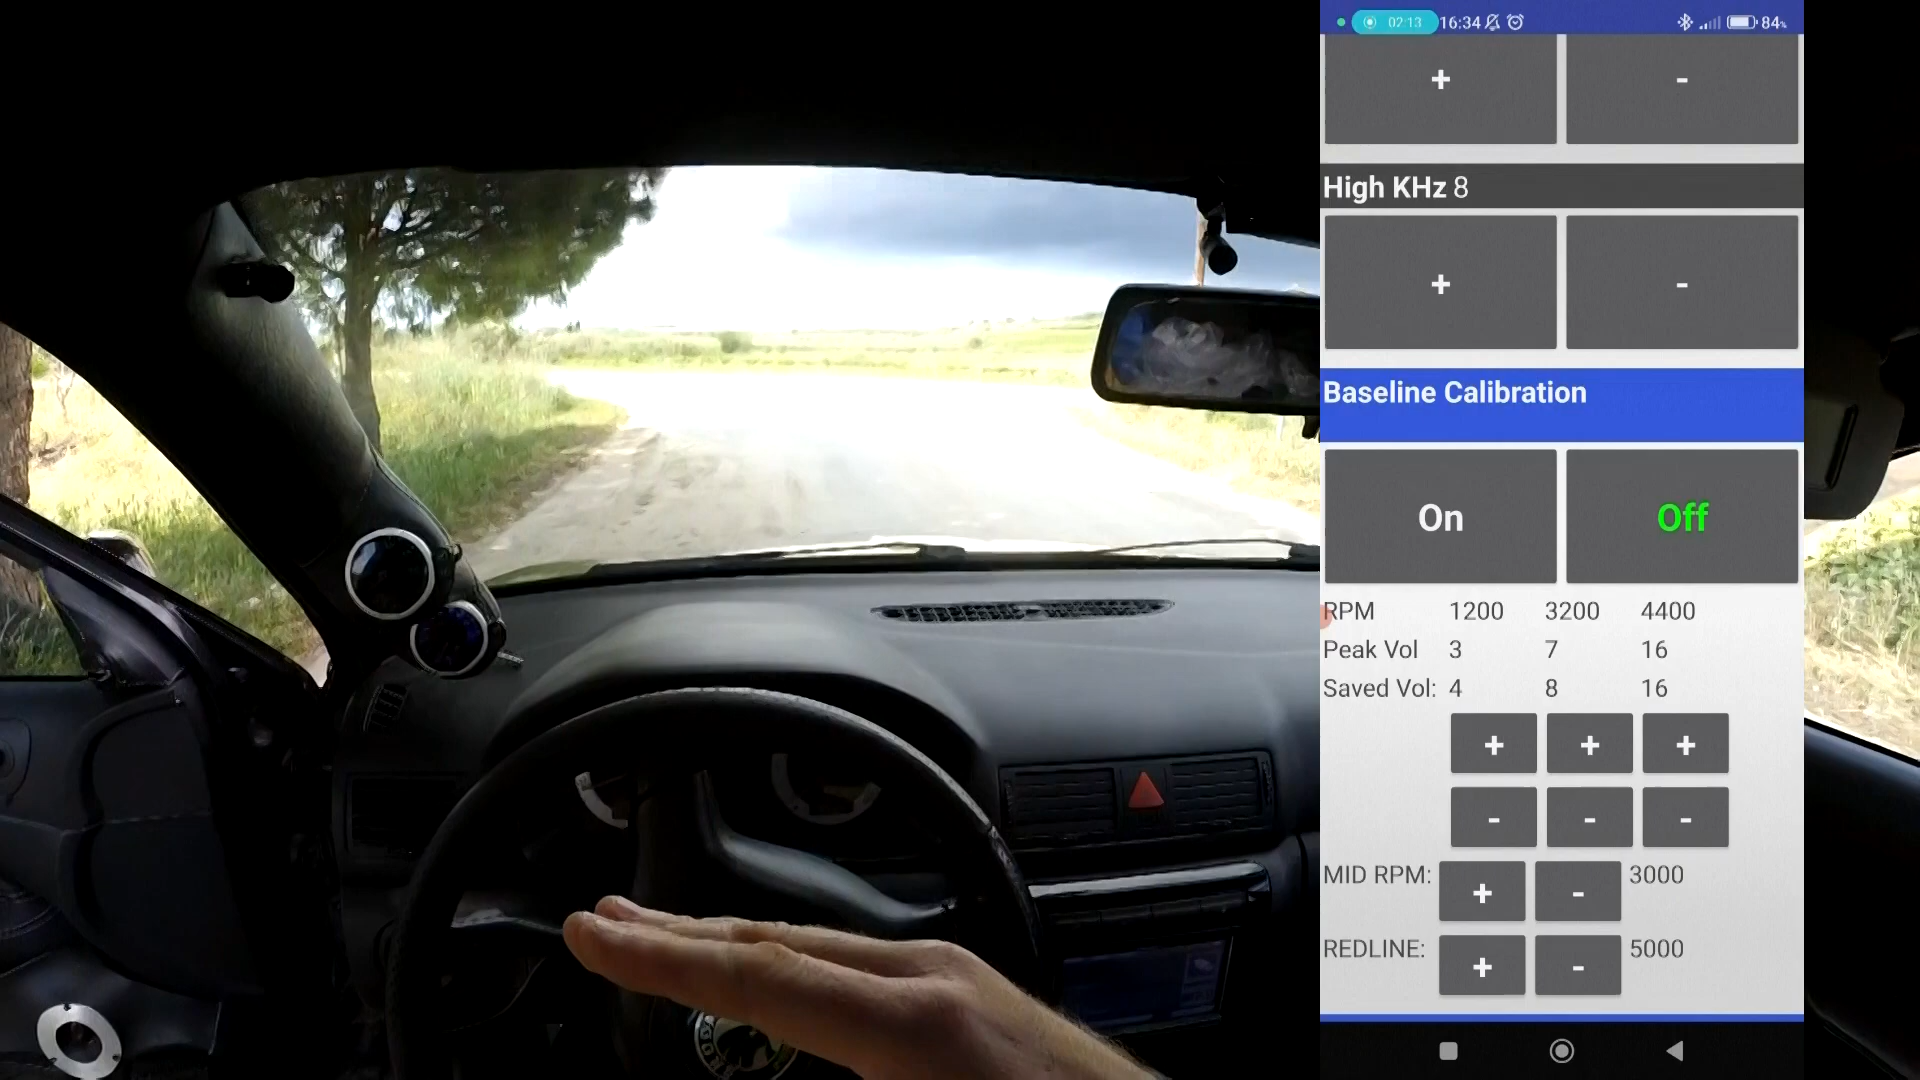 02:13 16:34 84%
+ -
High KHz 8
+ -
Baseline Calibration
On Off
RPM 1200 3200 4400
Peak Vol 3 7 16
Saved Vol: 4 8 16
+ + +
- - -
MID RPM: + - 3000
REDLINE: + - 5000